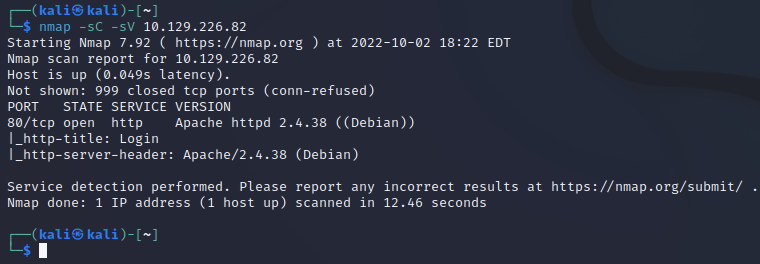 ┌──(kali㉿kali)-[~]
└─$ nmap -sC -sV 10.129.226.82
Starting Nmap 7.92 ( https://nmap.org ) at 2022-10-02 18:22 EDT
Nmap scan report for 10.129.226.82
Host is up (0.049s latency).
Not shown: 999 closed tcp ports (conn-refused)
PORT   STATE SERVICE VERSION
80/tcp open  http    Apache httpd 2.4.38 ((Debian))
|_http-title: Login
|_http-server-header: Apache/2.4.38 (Debian)
Service detection performed. Please report any incorrect results at https://nmap.org/submit/ .
Nmap done: 1 IP address (1 host up) scanned in 12.46 seconds
┌──(kali㉿kali)-[~]
└─$